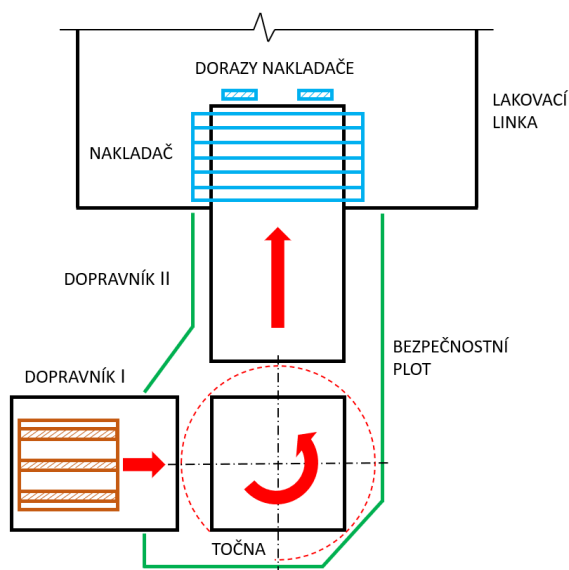 DORAZY NAKLADAČE
LAKOVACÍ
LINKA
NAKLADAČ
DOPRAVNÍK II
BEZPEČNOSTNÍ
PLOT
DOPRAVNÍK I
TOČNA